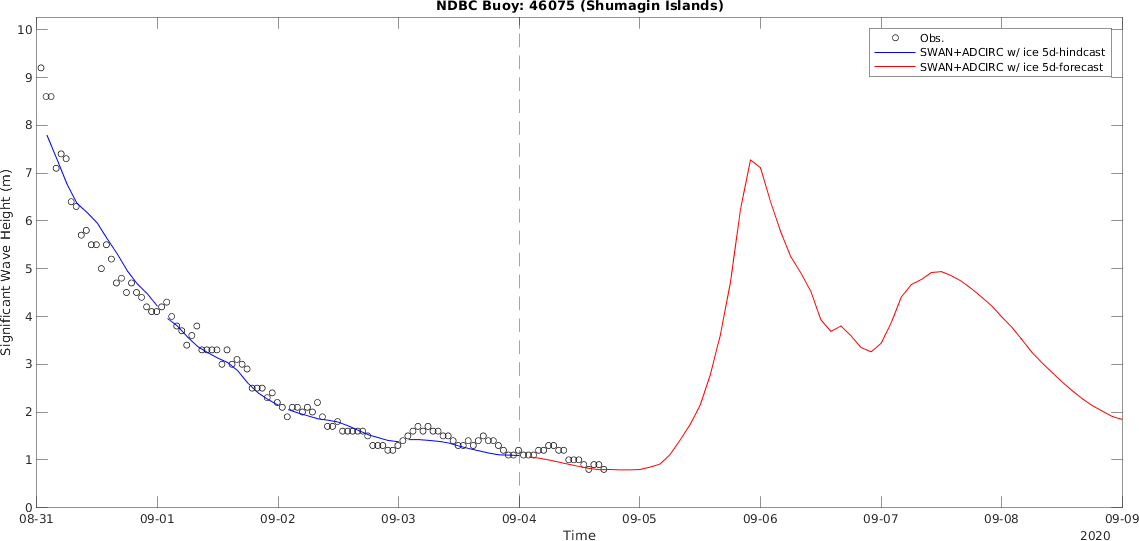 NDBC Buoy: 46075 (Shumagin Islands)
Obs.
SWAN+ADCIRC w/ ice 5d-hindcast
SWAN+ADCIRC w/ ice 5d-forecast
Significant Wave Height (m)
10
9
8
7
6
5
4
3
2
1
0
08-31 09-01 09-02 09-03 09-04 09-05 09-06 09-07 09-08 09-09
Time
2020